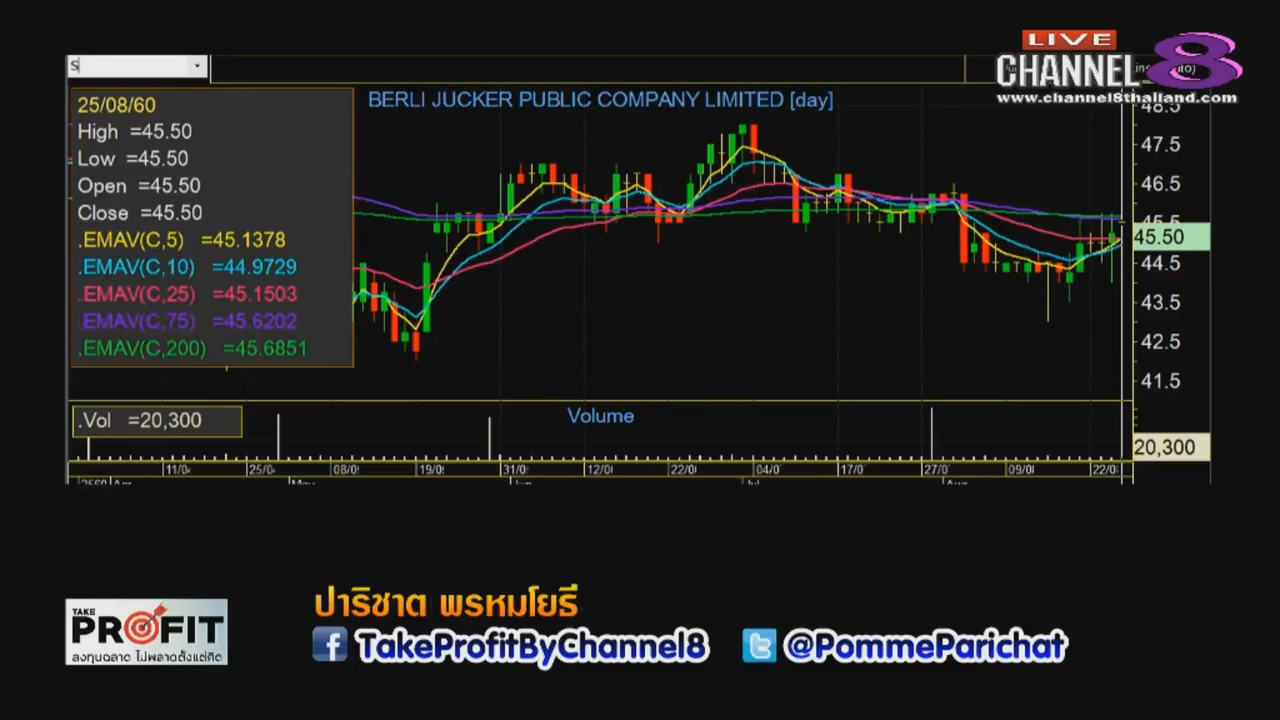 LIVE
CHANNEL 8
www.channel8thailand.com
S
BERLI JUCKER PUBLIC COMPANY LIMITED [day]
25/08/60
High =45.50
Low =45.50
Open =45.50
Close =45.50
.EMAV(C,5) =45.1378
.EMAV(C,10) =44.9729
.EMAV(C,25) =45.1503
.EMAV(C,75) =45.6202
.EMAV(C,200) =45.6851
48.5
47.5
46.5
45.5
45.50
44.5
43.5
42.5
41.5
.Vol =20,300
Volume
20,300
11/0 25/0 08/0 19/0 31/0 12/0 22/0 04/0 17/0 27/0 09/0 22/0
TAKE
PROFIT
ลงทุนฉลาด ไม่พลาดตั้งแต่คิด
ปาริชาต พรหมโยธี
TakeProfitByChannel8 @PommeParichat